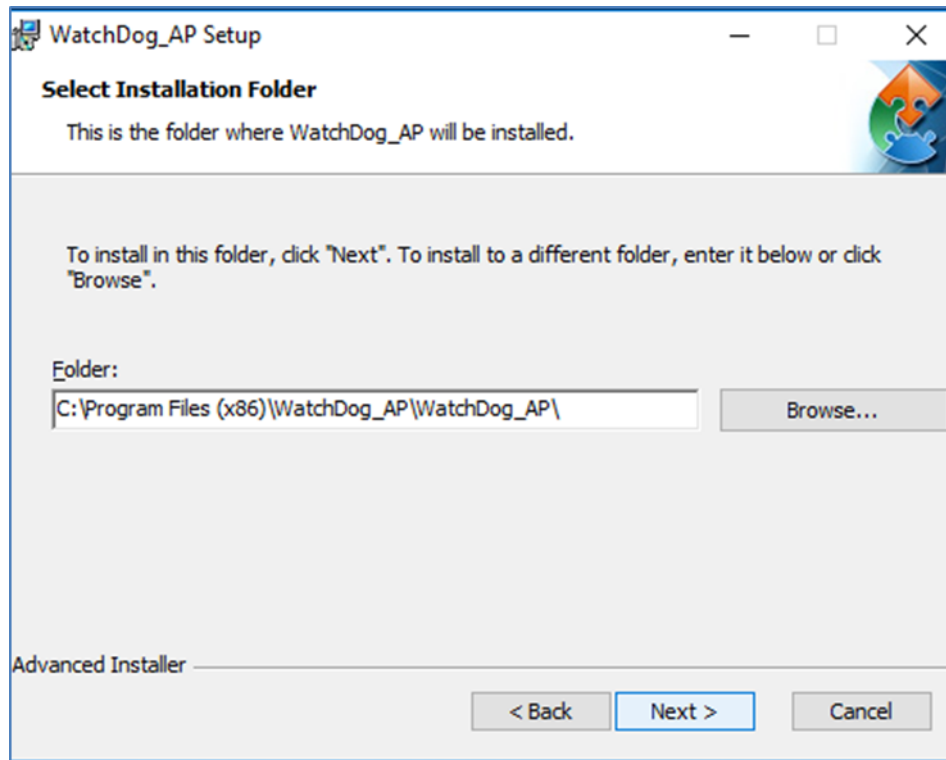 WatchDog_AP Setup
Select Installation Folder
This is the folder where WatchDog_AP will be installed.
To install in this folder, click "Next". To install to a different folder, enter it below or click
"Browse".
Folder:
C:\Program Files (x86)\WatchDog_AP\WatchDog_AP\
Browse...
Advanced Installer
< Back
Next >
Cancel